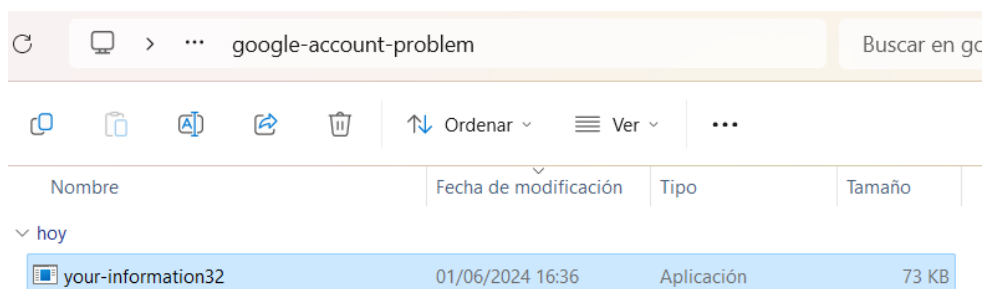 google-account-problem Buscar en go
Ordenar Ver
Nombre Fecha de modificación Tipo Tamaño
hoy
your-information32 01/06/2024 16:36 Aplicación 73 KB